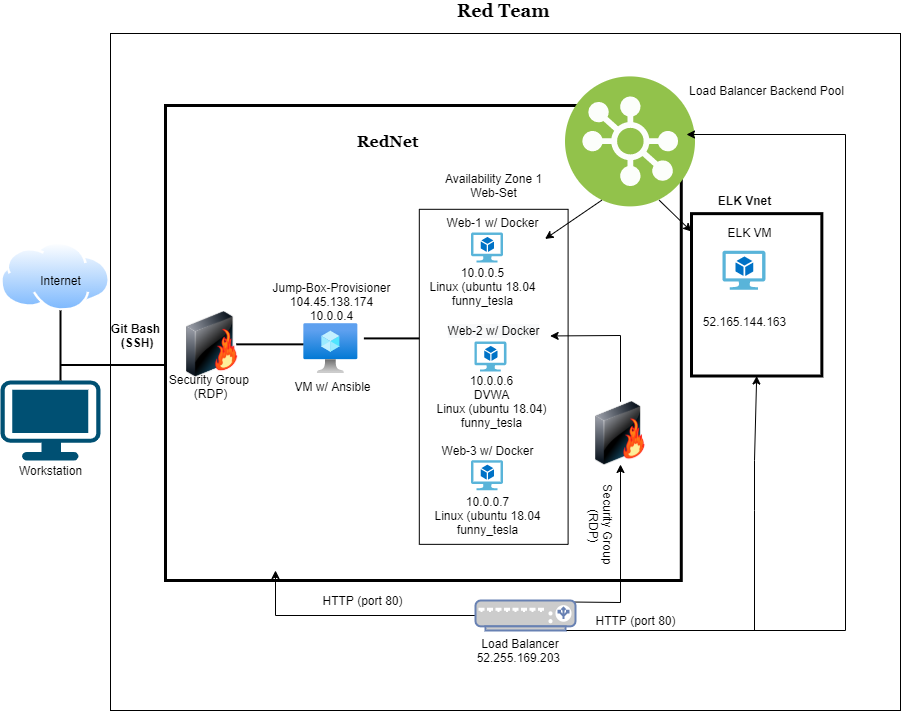 Red Team
Load Balancer Backend Pool
RedNet
Availability Zone 1
Web-Set
ELK Vnet
Web-1 w/ Docker
10.0.0.5
Linux (ubuntu 18.04
funny_tesla
ELK VM
52.165.144.163
Internet
Git Bash
(SSH)
Jump-Box-Provisioner
104.45.138.174
10.0.0.4
VM w/ Ansible
Security Group
(RDP)
Web-2 w/ Docker
10.0.0.6
DVWA
Linux (ubuntu 18.04)
funny_tesla
Workstation
Web-3 w/ Docker
10.0.0.7
Linux (ubuntu 18.04
funny_tesla
Security Group
(RDP)
HTTP (port 80)
HTTP (port 80)
Load Balancer
52.255.169.203